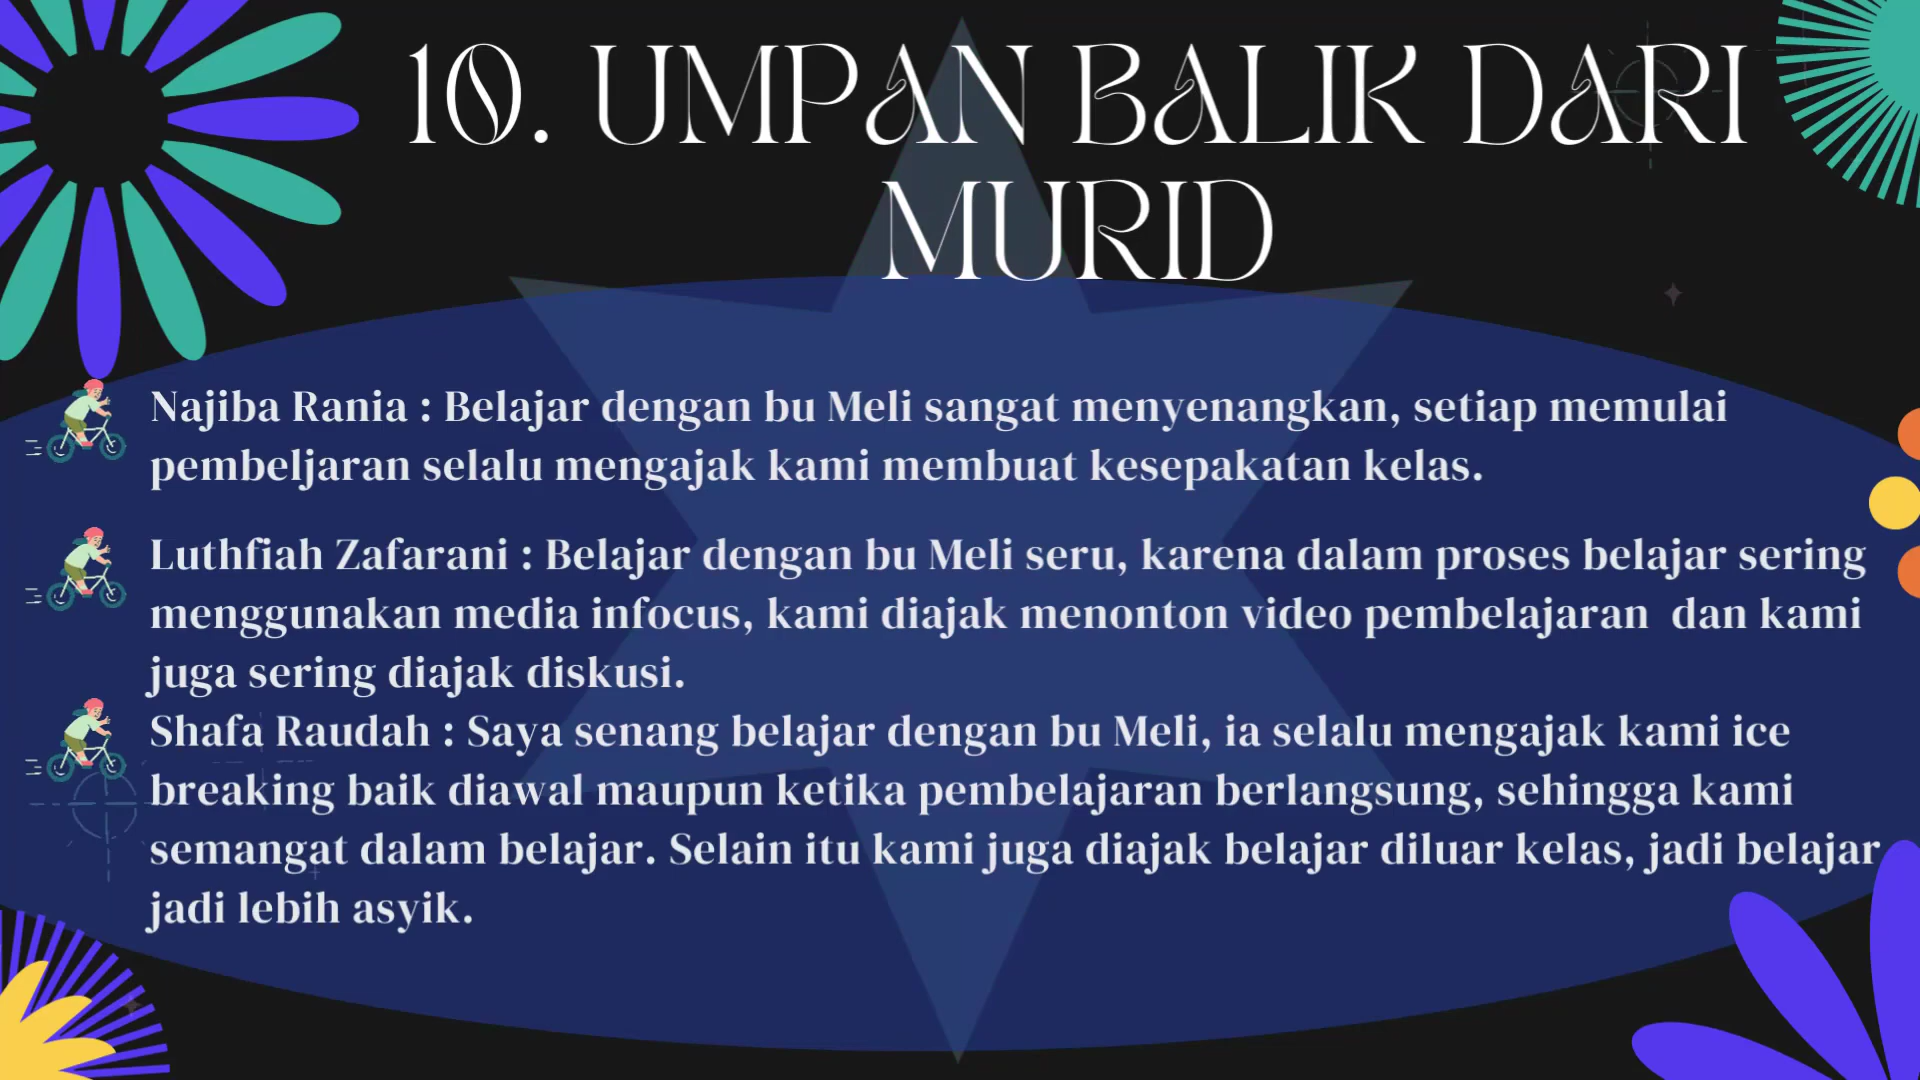 10. UMPAN BALIK DARI
MURID
Najiba Rania : Belajar dengan bu Meli sangat menyenangkan, setiap memulai
pembeljaran selalu mengajak kami membuat kesepakatan kelas.
Luthfiah Zafarani : Belajar dengan bu Meli seru, karena dalam proses belajar sering
menggunakan media infocus, kami diajak menonton video pembelajaran  dan kami
juga sering diajak diskusi.
Shafa Raudah : Saya senang belajar dengan bu Meli, ia selalu mengajak kami ice
breaking baik diawal maupun ketika pembelajaran berlangsung, sehingga kami
semangat dalam belajar. Selain itu kami juga diajak belajar diluar kelas, jadi belajar
jadi lebih asyik.